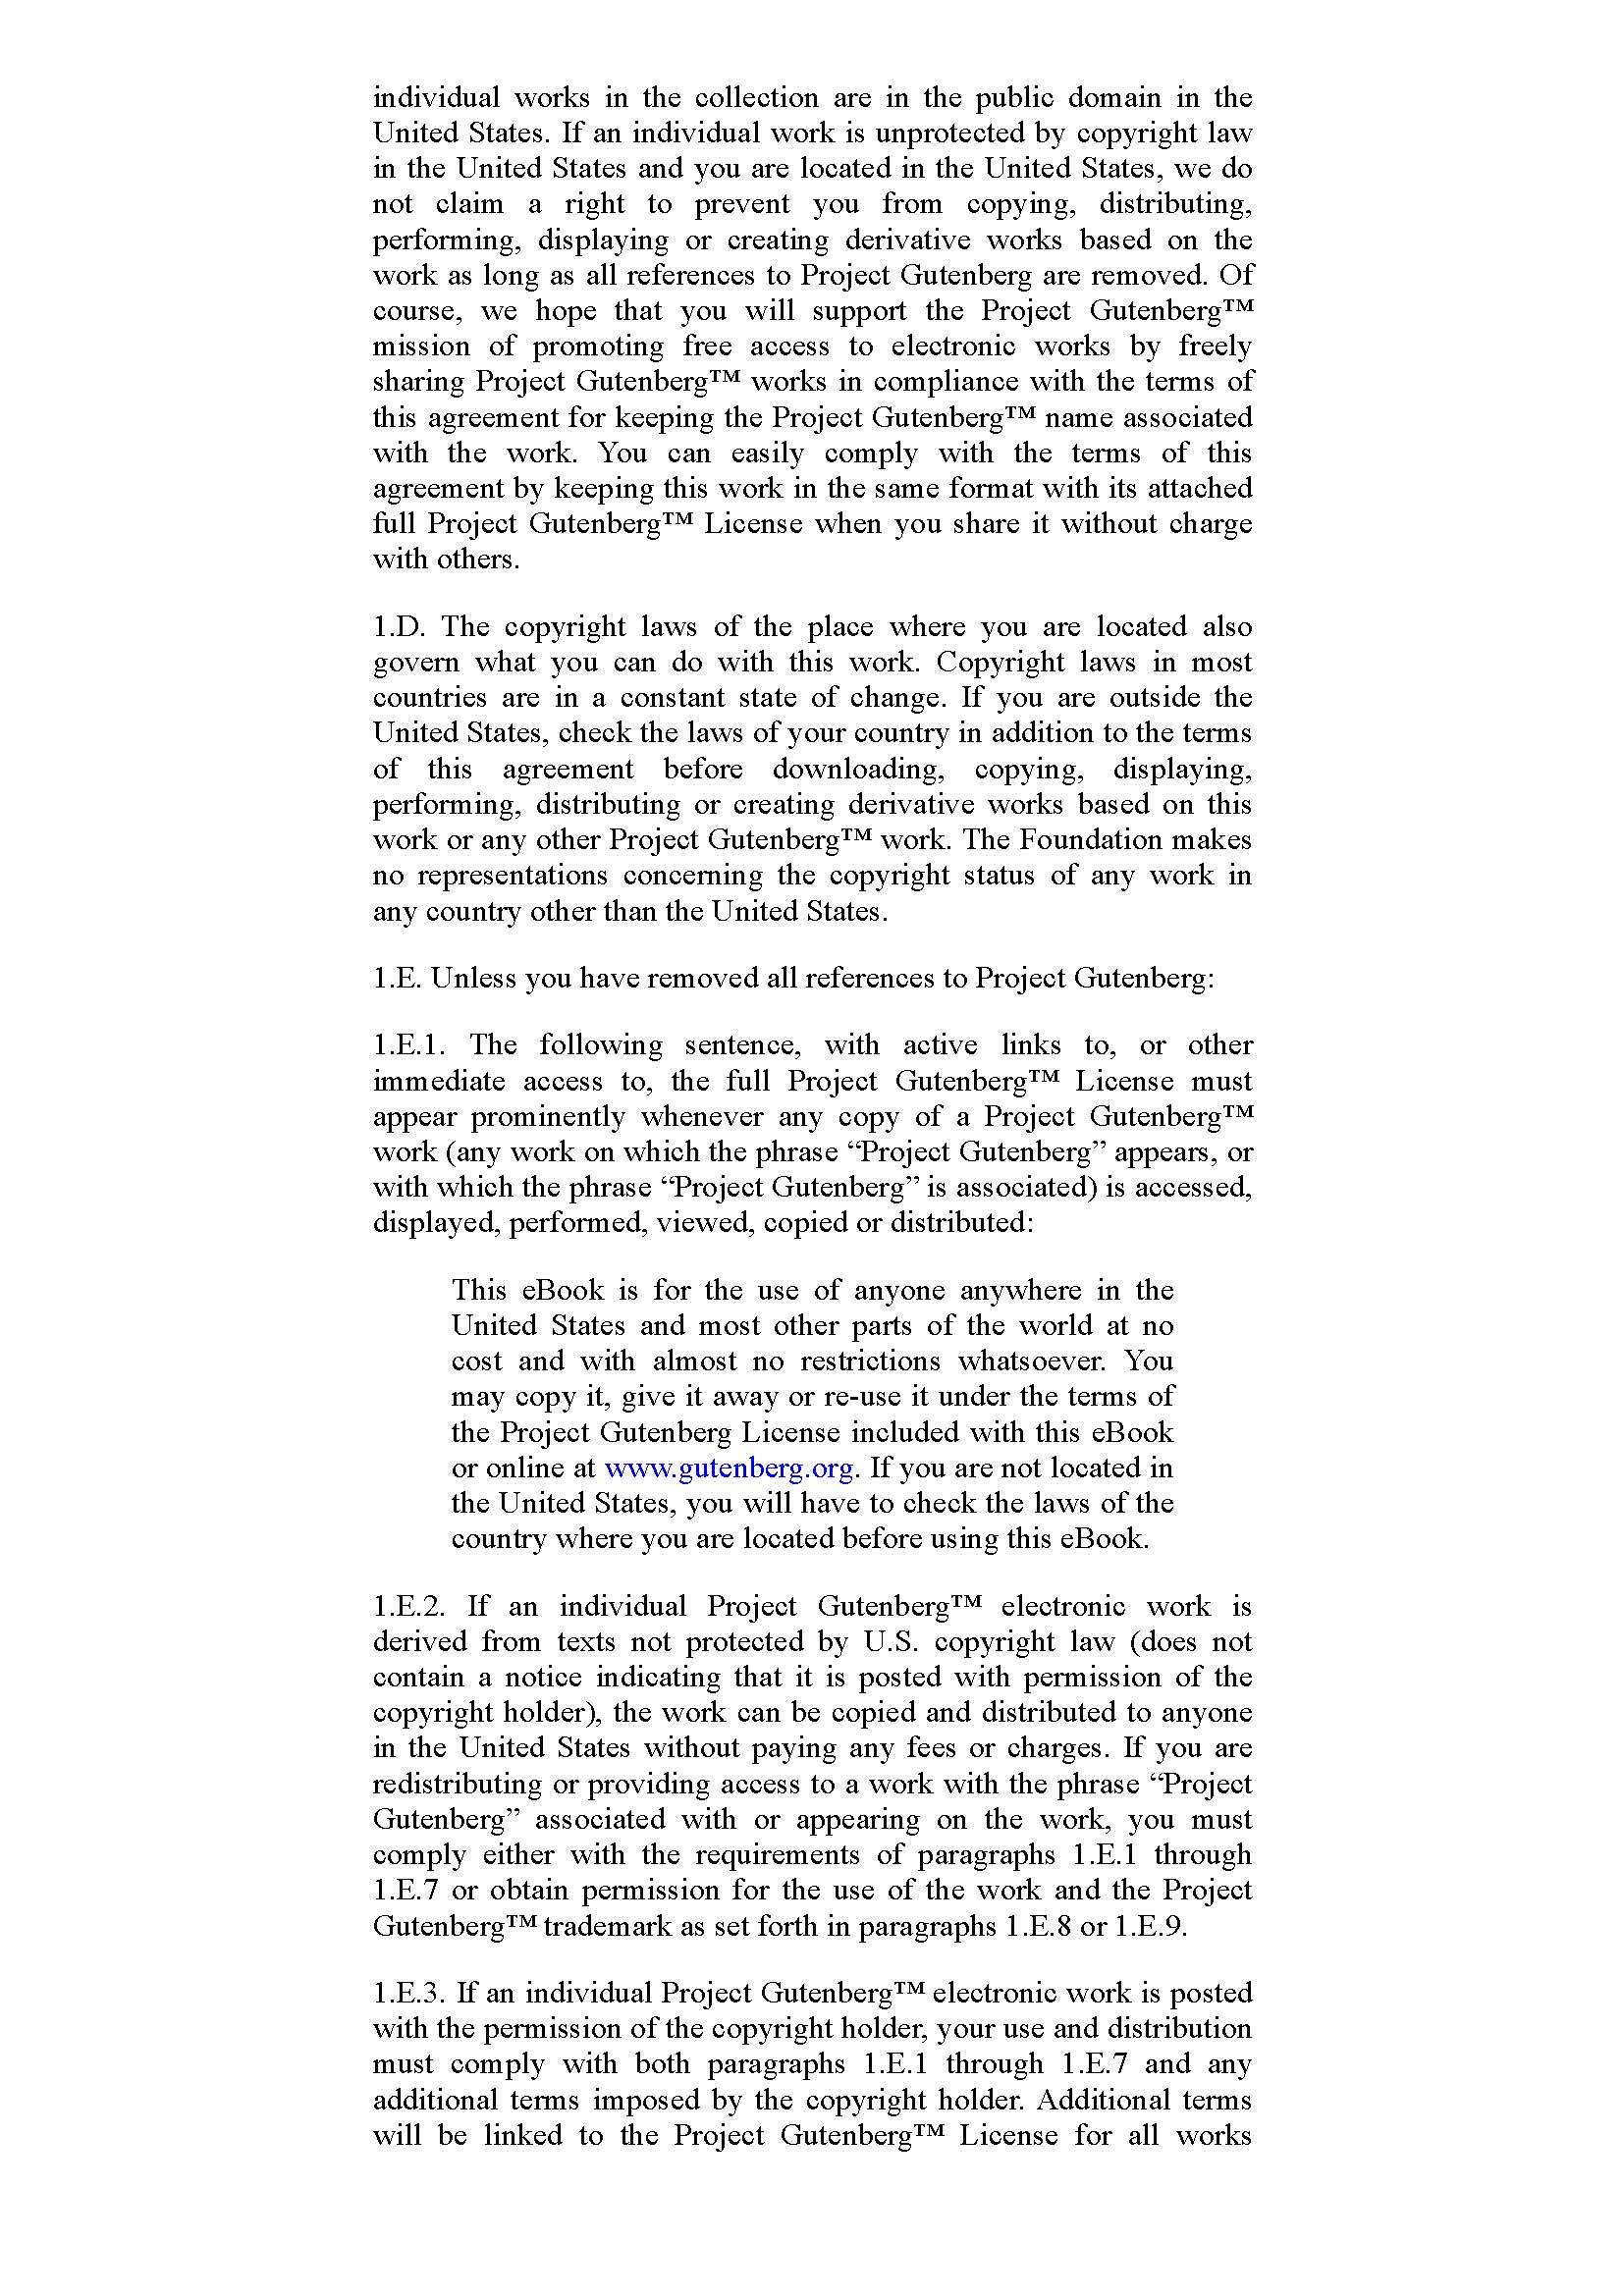 individual works in the collection are in the public domain in the
United States. If an individual work is unprotected by copyright law
in the United States and you are located in the United States, we do
not claim a right to prevent you from copying, distributing,
performing, displaying or creating derivative works based on the
work as long as all references to Project Gutenberg are removed. Of
course, we hope that you will support the Project Gutenberg™
mission of promoting free access to electronic works by freely
sharing Project Gutenberg™ works in compliance with the terms of
this agreement for keeping the Project Gutenberg™ name associated
with the work. You can easily comply with the terms of this
agreement by keeping this work in the same format with its attached
full Project Gutenberg™ License when you share it without charge
with others.
1.D. The copyright laws of the place where you are located also
govern what you can do with this work. Copyright laws in most
countries are in a constant state of change. If you are outside the
United States, check the laws of your country in addition to the terms
of this agreement before downloading, copying, displaying,
performing, distributing or creating derivative works based on this
work or any other Project Gutenberg™ work. The Foundation makes
no representations concerning the copyright status of any work in
any country other than the United States.
1.E. Unless you have removed all references to Project Gutenberg:
1.E.1. The following sentence, with active links to, or other
immediate access to, the full Project Gutenberg™ License must
appear prominently whenever any copy of a Project Gutenberg™
work (any work on which the phrase “Project Gutenberg” appears, or
with which the phrase “Project Gutenberg” is associated) is accessed,
displayed, performed, viewed, copied or distributed:
This eBook is for the use of anyone anywhere in the
United States and most other parts of the world at no
cost and with almost no restrictions whatsoever. You
may copy it, give it away or re-use it under the terms of
the Project Gutenberg License included with this eBook
or online at www.gutenberg.org. If you are not located in
the United States, you will have to check the laws of the
country where you are located before using this eBook.
1.E.2. If an individual Project Gutenberg™ electronic work is
derived from texts not protected by U.S. copyright law (does not
contain a notice indicating that it is posted with permission of the
copyright holder), the work can be copied and distributed to anyone
in the United States without paying any fees or charges. If you are
redistributing or providing access to a work with the phrase “Project
Gutenberg” associated with or appearing on the work, you must
comply either with the requirements of paragraphs 1.E.1 through
1.E.7 or obtain permission for the use of the work and the Project
Gutenberg™ trademark as set forth in paragraphs 1.E.8 or 1.E.9.
1.E.3. If an individual Project Gutenberg™ electronic work is posted
with the permission of the copyright holder, your use and distribution
must comply with both paragraphs 1.E.1 through 1.E.7 and any
additional terms imposed by the copyright holder. Additional terms
will be linked to the Project Gutenberg™ License for all works